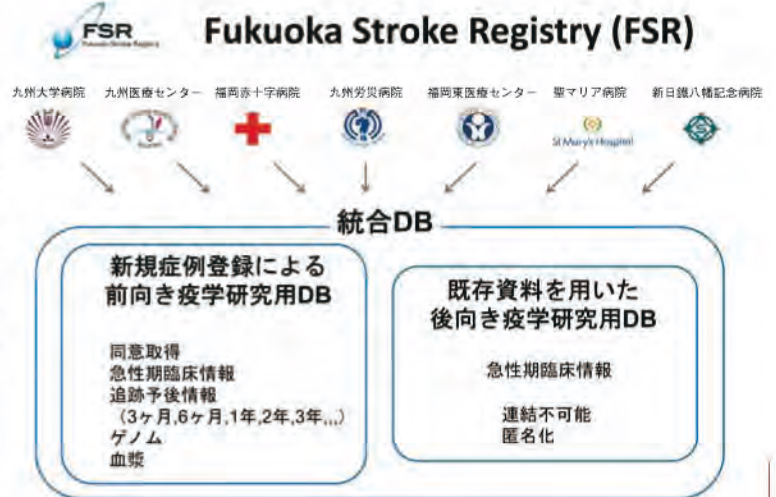 FSR
Fukuoka Stroke Registry
Fukuoka Stroke Registry (FSR)
九州大学病院
九州医療センター
福岡赤十字病院
九州労災病院
福岡東医療センター
聖マリア病院
新日鐵八幡記念病院
St Mary's Hospital
統合DB
新規症例登録による
前向き疫学研究用DB
同意取得
急性期臨床情報
追跡予後情報
(3ヶ月,6ヶ月,1年,2年,3年,,,)
ゲノム
血漿
既存資料を用いた
後向き疫学研究用DB
急性期臨床情報
連結不可能
匿名化